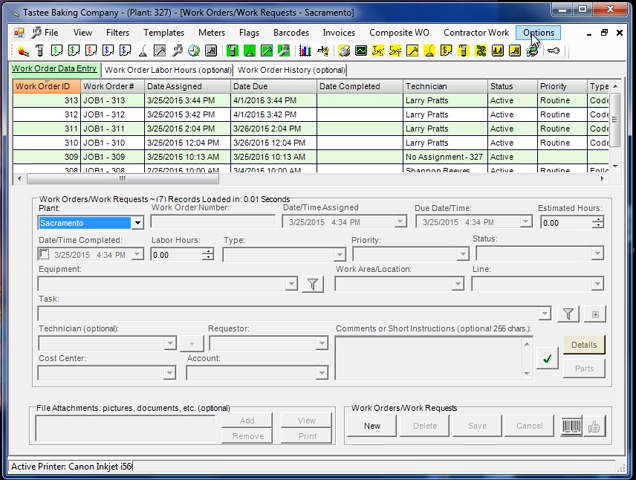 Tastee Baking Company - (Plant: 327) - [Work Orders/Work Requests - Sacramento]
File View Filters Templates Meters Flags Barcodes Invoices Composite WO Contractor Work Options
Work Order Data Entry Work Order Labor Hours (optional) Work Order History (optional)
Work Order ID Work Order # Date Assigned Date Due Date Completed Technician Status Priority Type
313 JOB1 - 313 3/25/2015 3:44 PM 4/1/2015 3:44 PM Larry Pratts Active Routine Code
312 JOB1 - 312 3/25/2015 3:42 PM 4/1/2015 3:42 PM Larry Pratts Active Routine Code
311 JOB1 - 311 3/25/2015 2:04 PM 4/1/2015 2:04 PM Larry Pratts Active Routine Code
310 JOB1 - 310 3/25/2015 12:04 PM 4/1/2015 12:04 PM Larry Pratts Active Routine Code
309 JOB1 - 309 3/25/2015 10:13 AM 3/25/2015 10:13 AM No Assignment - 327 Active
308 JOB1 - 308 3/25/2015 10:00 AM Shannon Reeves Active Routine
Work Orders/Work Requests ~ (7) Records Loaded in: 0.01 Seconds
Plant: Work Order Number: Date/Time Assigned Due Date/Time: Estimated Hours:
Sacramento 3/25/2015 4:34 PM 3/25/2015 4:34 PM 0.00
Date/Time Completed: Labor Hours: Type: Priority: Status:
3/25/2015 4:34 PM 0.00
Equipment: Work Area/Location: Line:
Task:
Technician (optional): Requestor: Comments or Short Instructions (optional 256 chars.):
+
Details
Cost Center: Account:
Parts
File Attachments: pictures, documents, etc. (optional) Work Orders/Work Requests
Add View
Remove Print
New Delete Save Cancel
Active Printer: Canon Inkjet i56